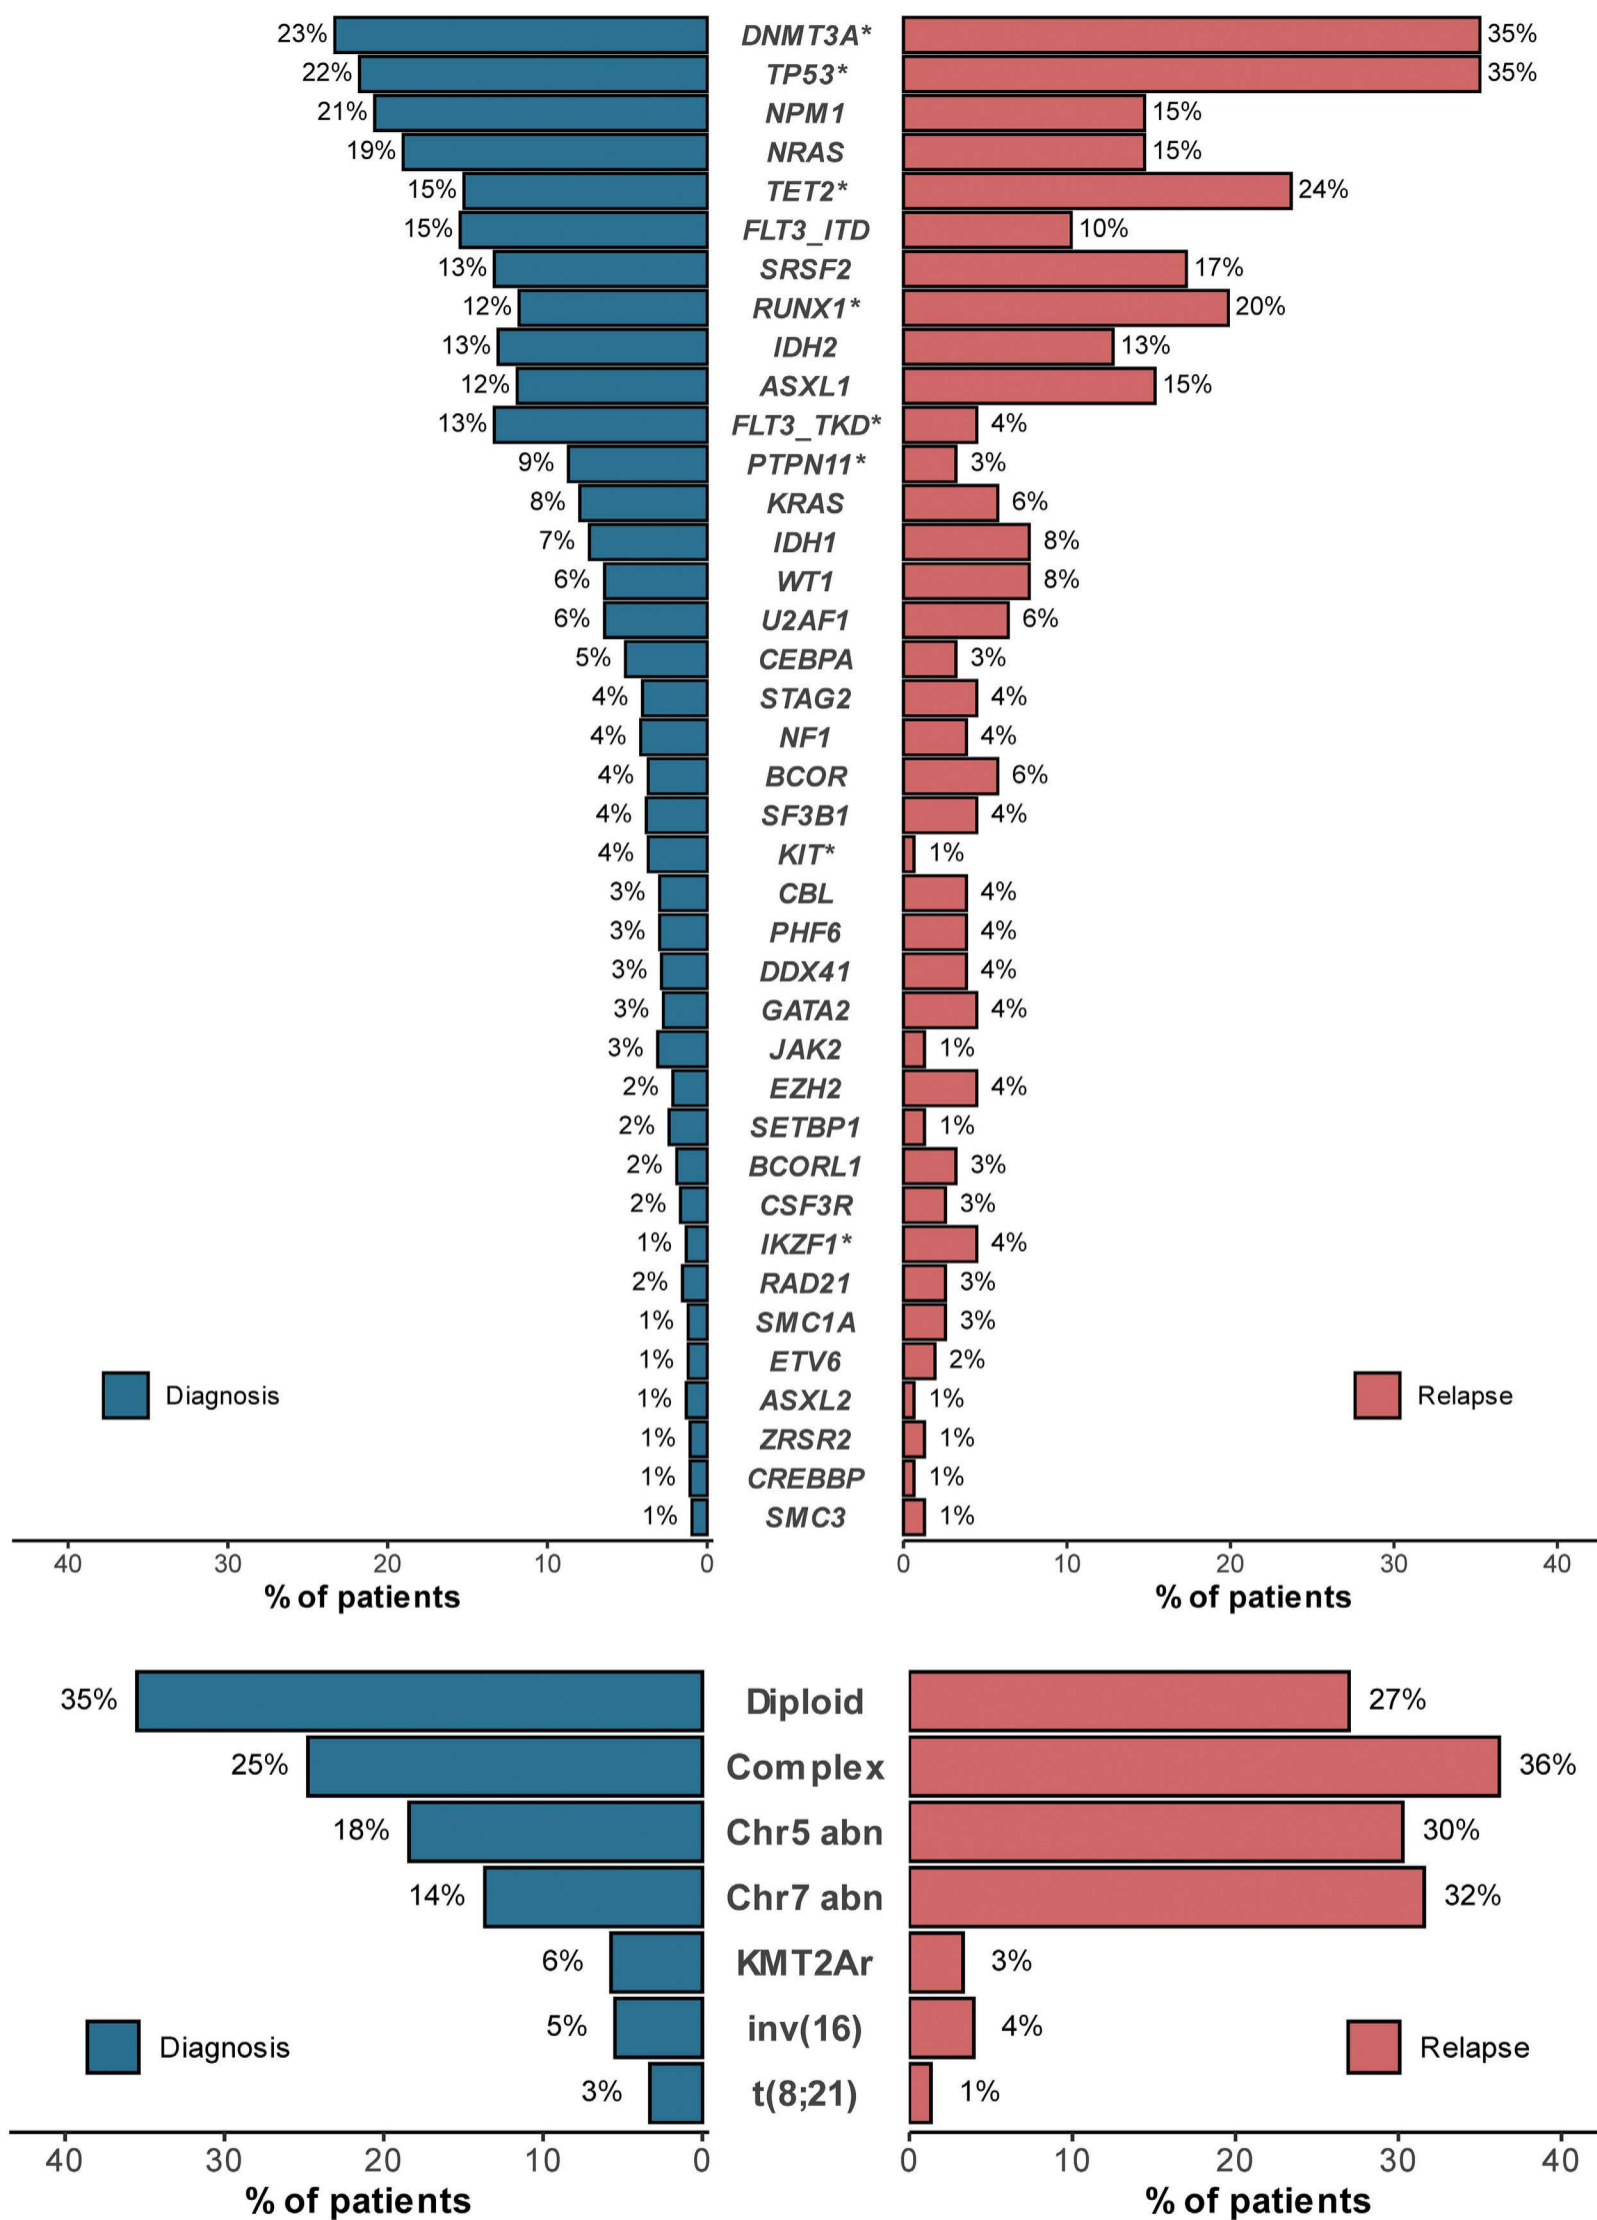 23% DNMT3A* 35%
22% TP53* 35%
21% NPM1 15%
19% NRAS 15%
15% TET2* 24%
15% FLT3_ITD 10%
13% SRSF2 17%
12% RUNX1* 20%
13% IDH2 13%
12% ASXL1 15%
13% FLT3_TKD* 4%
9% PTPN11* 3%
8% KRAS 6%
7% IDH1 8%
6% WT1 8%
6% U2AF1 6%
5% CEBPA 3%
4% STAG2 4%
4% NF1 4%
4% BCOR 6%
4% SF3B1 4%
4% KIT* 1%
3% CBL 4%
3% PHF6 4%
3% DDX41 4%
3% GATA2 4%
3% JAK2 1%
2% EZH2 4%
2% SETBP1 1%
2% BCORL1 3%
2% CSF3R 3%
1% IKZF1* 4%
2% RAD21 3%
1% SMC1A 3%
1% ETV6 2%
Diagnosis 1% ASXL2 1% Relapse
1% ZRSR2 1%
1% CREBBP 1%
1% SMC3 1%
40 30 20 10 0 0 10 20 30 40
% of patients % of patients
35% Diploid 27%
25% Complex 36%
18% Chr5 abn 30%
14% Chr7 abn 32%
6% KMT2Ar 3%
5% inv(16) 4%
Diagnosis Relapse
3% t(8;21) 1%
40 30 20 10 0 0 10 20 30 40
% of patients % of patients